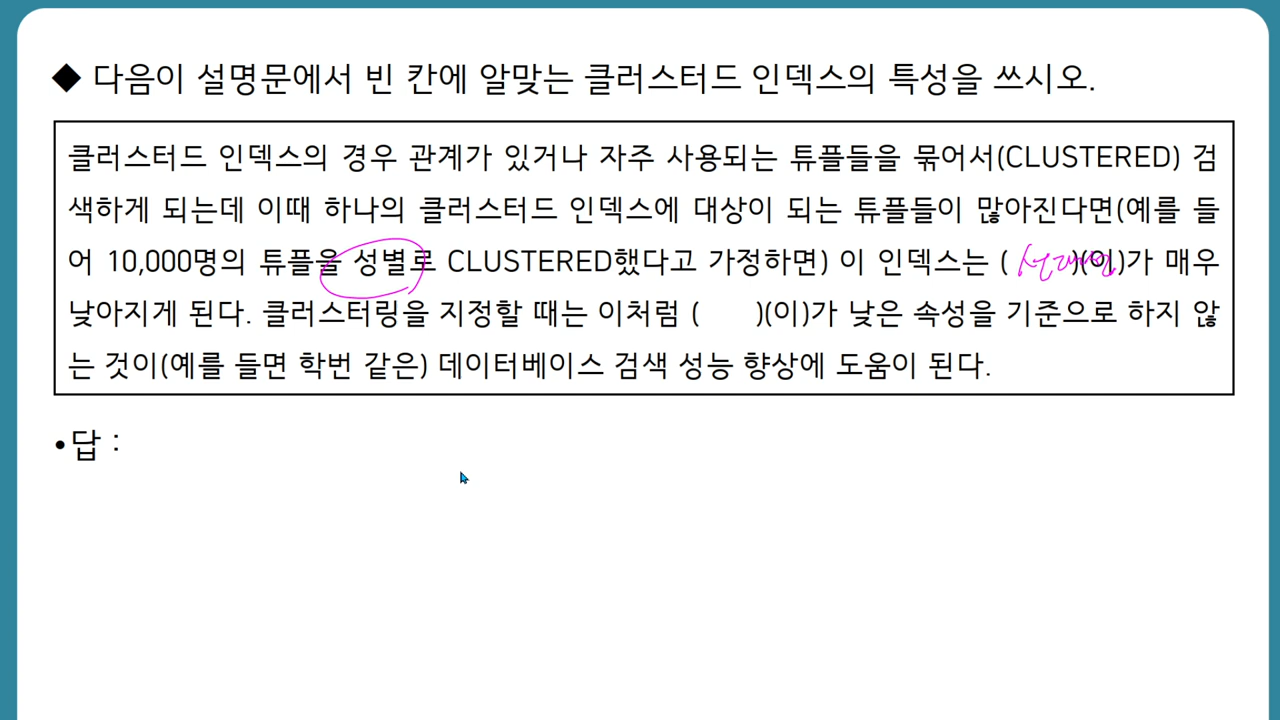 ◆ 다음이 설명문에서 빈 칸에 알맞는 클러스터드 인덱스의 특성을 쓰시오.
클러스터드 인덱스의 경우 관계가 있거나 자주 사용되는 튜플들을 묶어서(CLUSTERED) 검
색하게 되는데 이때 하나의 클러스터드 인덱스에 대상이 되는 튜플들이 많아진다면(예를 들
어 10,000명의 튜플을 성별로 CLUSTERED했다고 가정하면) 이 인덱스는 ( )(이)가 매우
낮아지게 된다. 클러스터링을 지정할 때는 이처럼 ( )(이)가 낮은 속성을 기준으로 하지 않
는 것이(예를 들면 학번 같은) 데이터베이스 검색 성능 향상에 도움이 된다.
•답 :